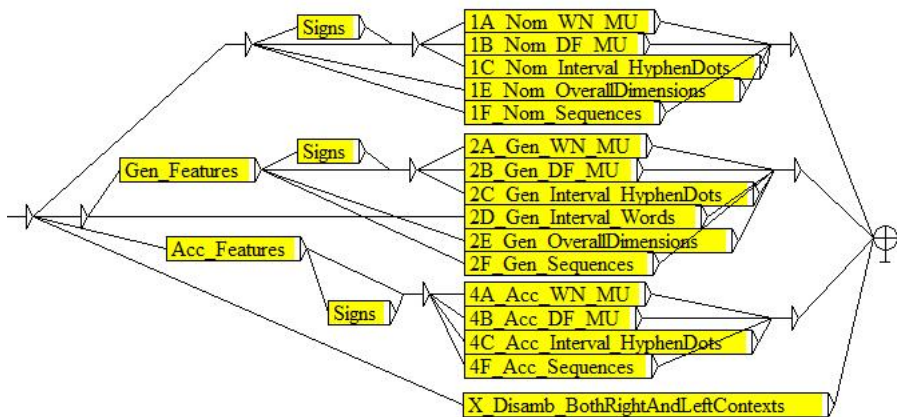 Signs
1A_Nom_WN_MU
1B_Nom_DF_MU
1C_Nom_Interval_HyphenDots
1E_Nom_OverallDimensions
1F_Nom_Sequences
Gen_Features
Signs
2A_Gen_WN_MU
2B_Gen_DF_MU
2C_Gen_Interval_HyphenDots
2D_Gen_Interval_Words
2E_Gen_OverallDimensions
2F_Gen_Sequences
Acc_Features
Signs
4A_Acc_WN_MU
4B_Acc_DF_MU
4C_Acc_Interval_HyphenDots
4F_Acc_Sequences
X_Disamb_BothRightAndLeftContexts